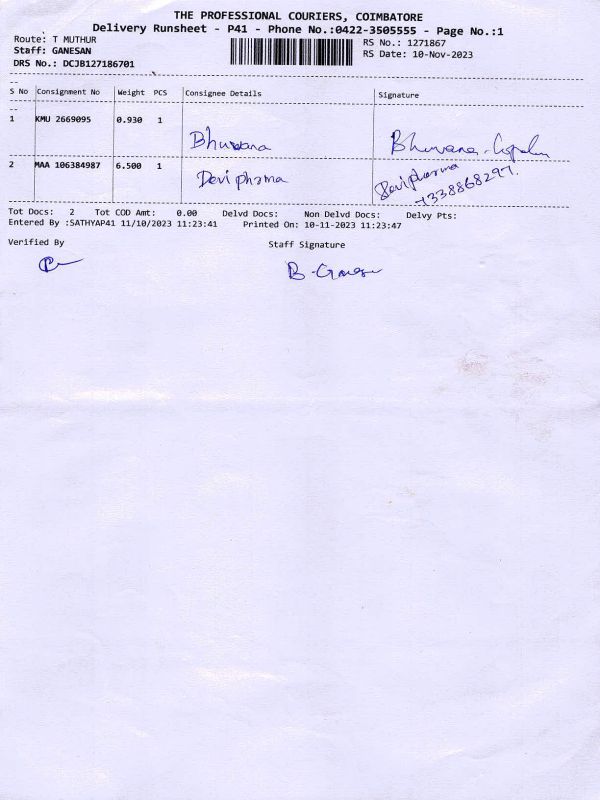 THE PROFESSIONAL COURIERS, COIMBATORE
Delivery Runsheet - P41 - Phone No.:0422-3505555 - Page No.:1
Route: T MUTHUR
RS No.: 1271867
Staff: GANESAN
RS Date: 10-Nov-2023
DRS No.: DCJB127186701
S No Consignment No Weight PCS Consignee Details Signature
1 KMU 2669095 0.930 1 Bhuvana Bhuvana
2 MAA 106384987 6.500 1 Devi pharma Devi pharma
Tot Docs: 2 Tot COD Amt: 0.00 Delvd Docs: Non Delvd Docs: Delvy Pts:
Entered By :SATHYAP41 11/10/2023 11:23:41 Printed On: 10-11-2023 11:23:47
Verified By Staff Signature